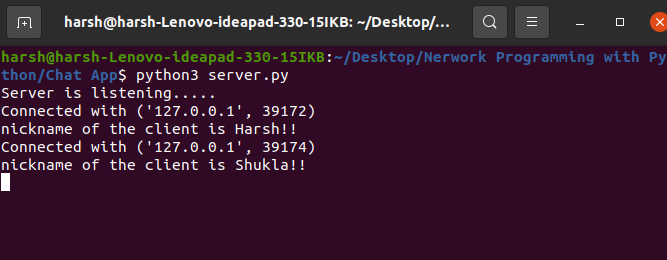 harsh@harsh-Lenovo-ideapad-330-15IKB: ~/Desktop/...
harsh@harsh-Lenovo-ideapad-330-15IKB:~/Desktop/Nerwork Programming with Py
thon/Chat App$ python3 server.py
Server is listening.....
Connected with ('127.0.0.1', 39172)
nickname of the client is Harsh!!
Connected with ('127.0.0.1', 39174)
nickname of the client is Shukla!!